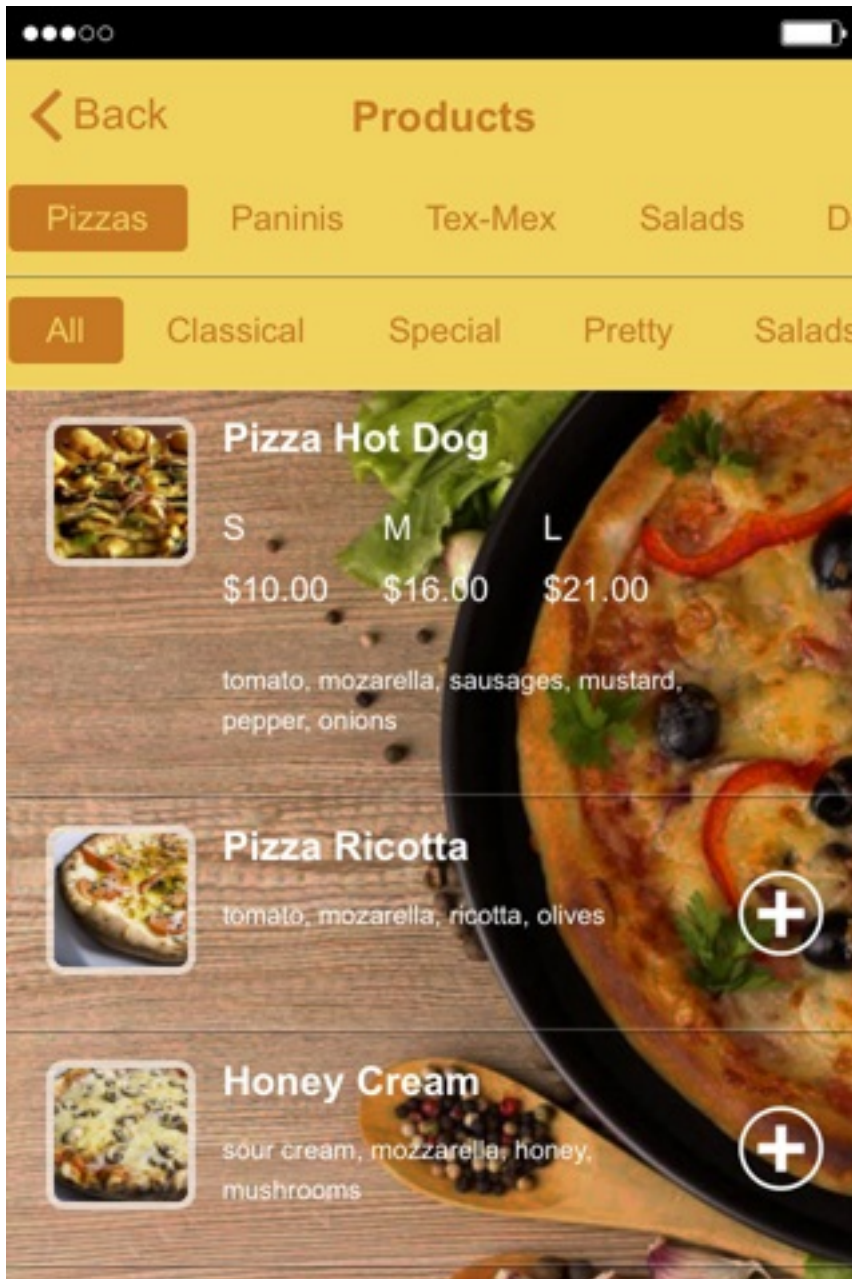 Back Products
Pizzas Paninis Tex-Mex Salads D
All Classical Special Pretty Salads
Pizza Hot Dog
S M L
$10.00 $16.00 $21.00
tomato, mozarella, sausages, mustard,
pepper, onions
Pizza Ricotta
tomato, mozarella, ricotta, olives
Honey Cream
sour cream, mozzarella, honey,
mushrooms